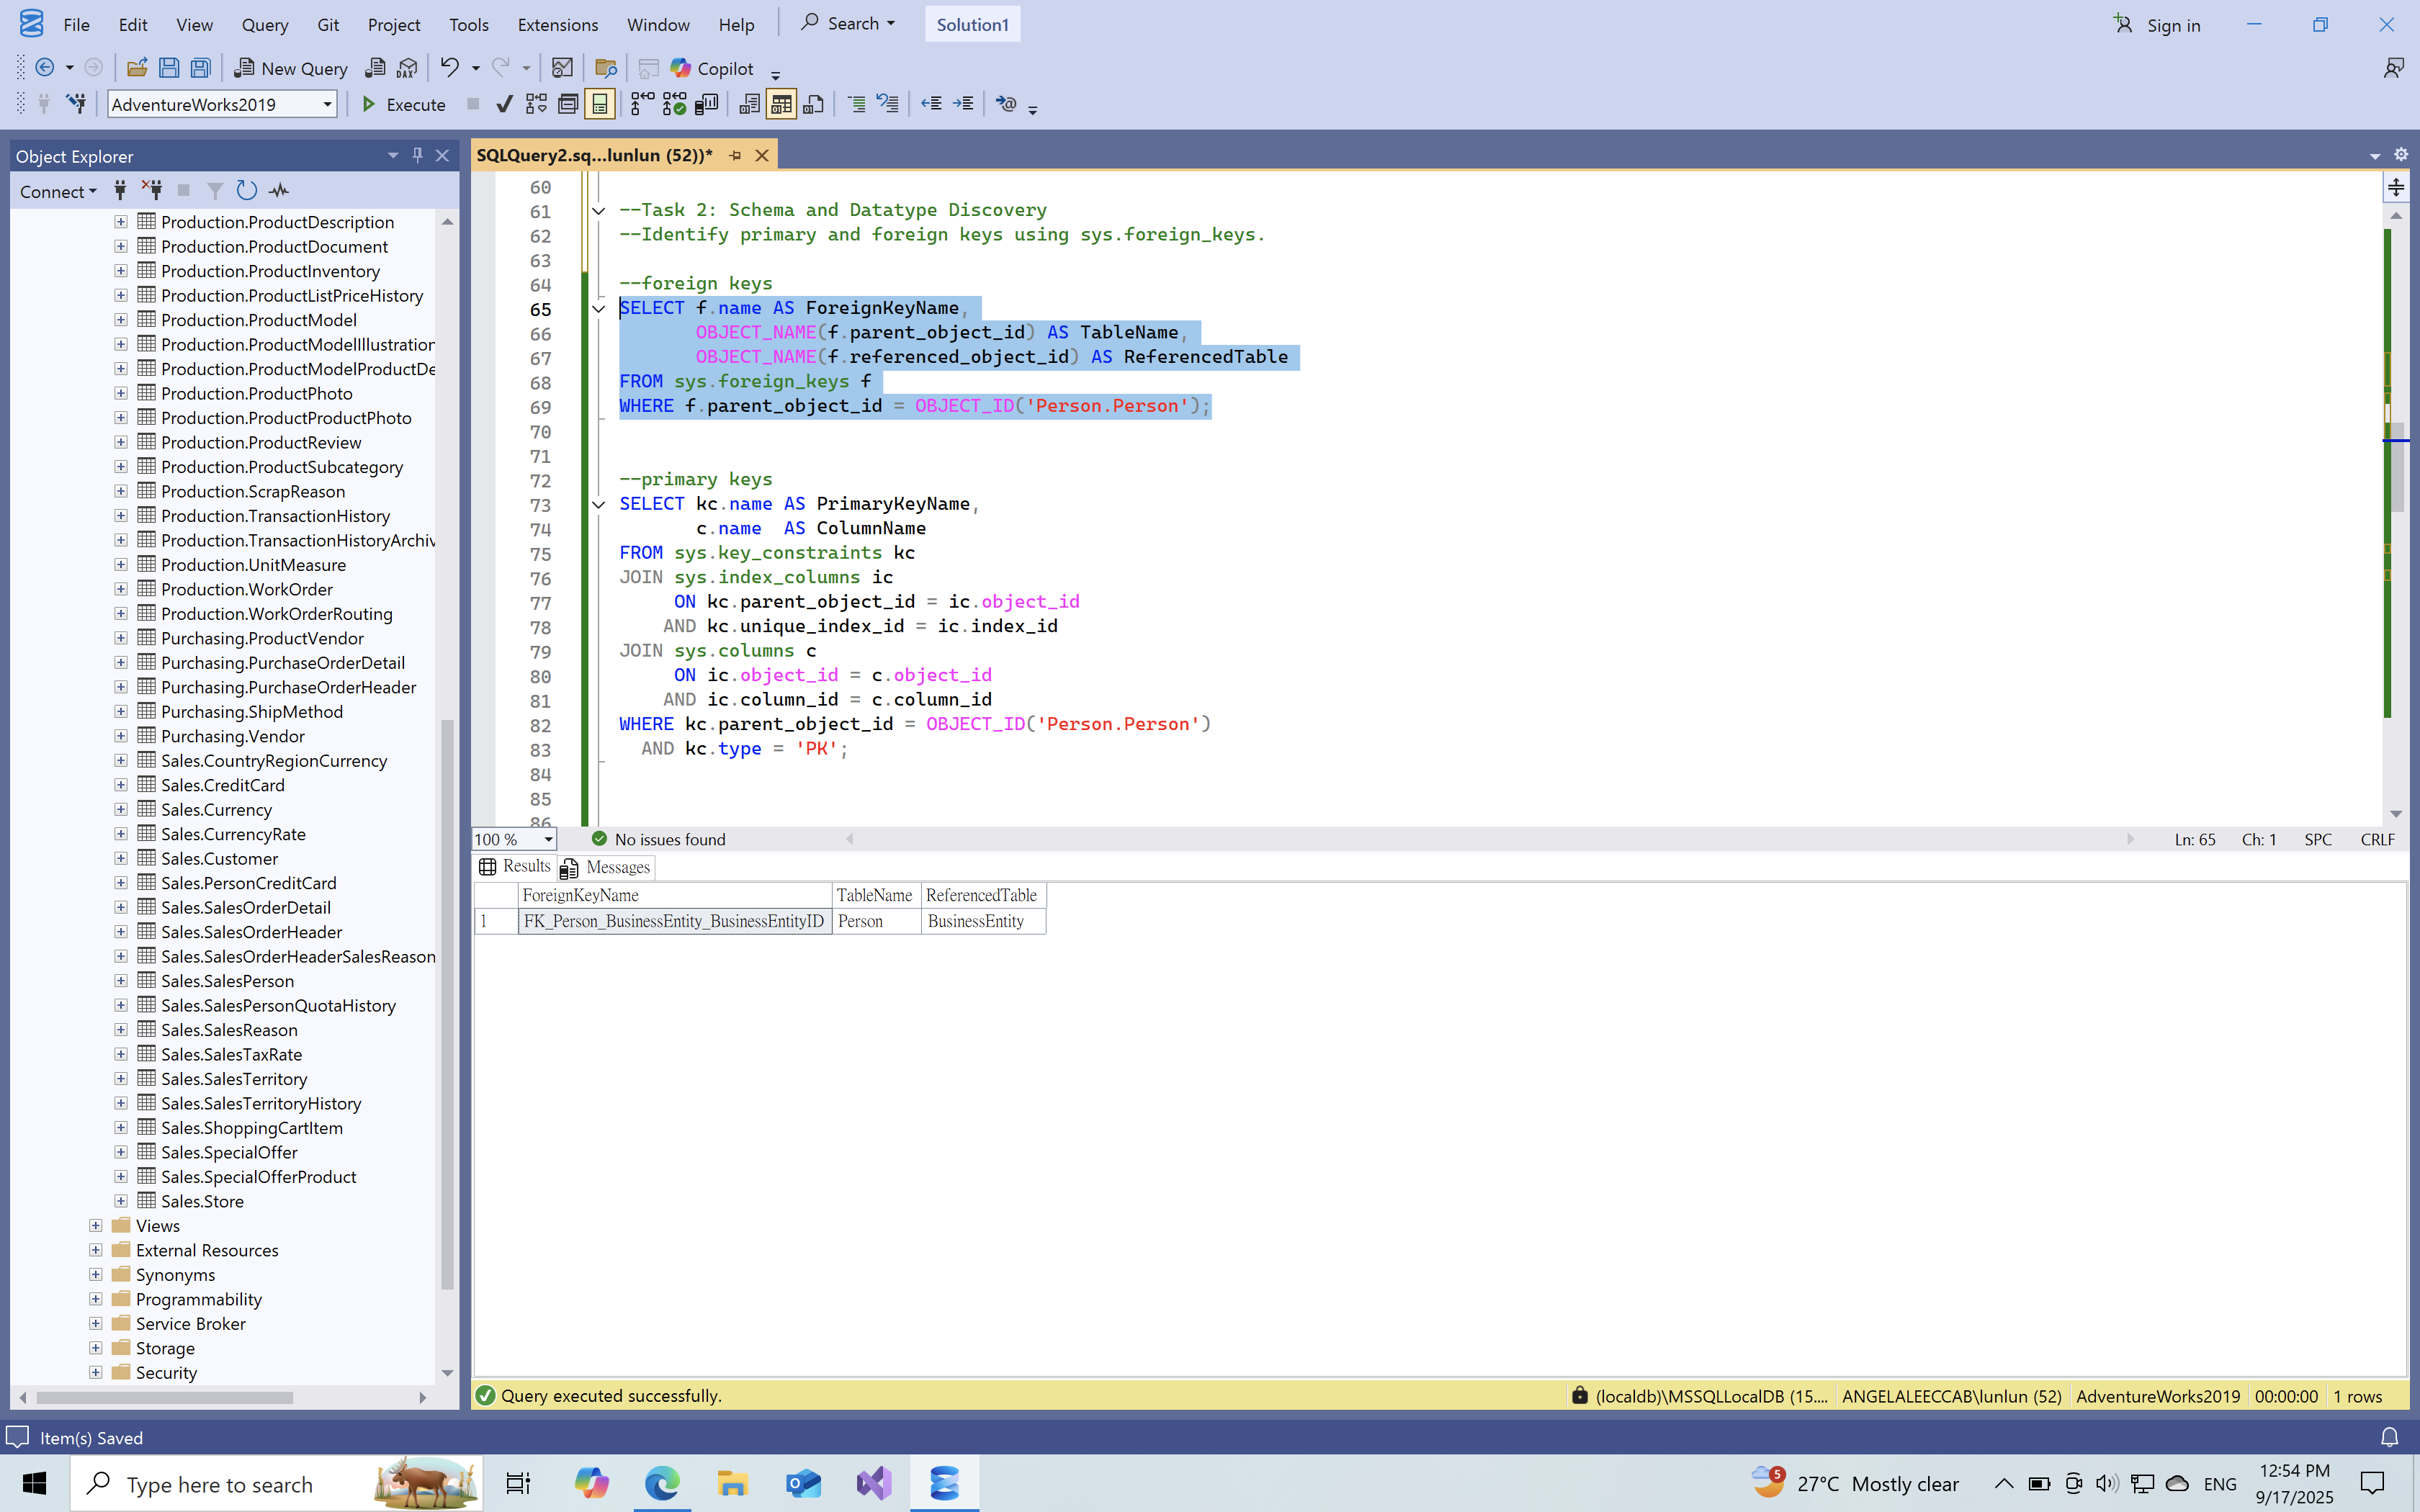 File Edit View Query Git Project Tools Extensions Window Help Search Solution1 Sign in
New Query DAX Copilot
AdventureWorks2019 Execute
Object Explorer
Connect
Production.ProductDescription
Production.ProductDocument
Production.ProductInventory
Production.ProductListPriceHistory
Production.ProductModel
Production.ProductModelIllustration
Production.ProductModelProductDe
Production.ProductPhoto
Production.ProductProductPhoto
Production.ProductReview
Production.ProductSubcategory
Production.ScrapReason
Production.TransactionHistory
Production.TransactionHistoryArchiv
Production.UnitMeasure
Production.WorkOrder
Production.WorkOrderRouting
Purchasing.ProductVendor
Purchasing.PurchaseOrderDetail
Purchasing.PurchaseOrderHeader
Purchasing.ShipMethod
Purchasing.Vendor
Sales.CountryRegionCurrency
Sales.CreditCard
Sales.Currency
Sales.CurrencyRate
Sales.Customer
Sales.PersonCreditCard
Sales.SalesOrderDetail
Sales.SalesOrderHeader
Sales.SalesOrderHeaderSalesReason
Sales.SalesPerson
Sales.SalesPersonQuotaHistory
Sales.SalesReason
Sales.SalesTaxRate
Sales.SalesTerritory
Sales.SalesTerritoryHistory
Sales.ShoppingCartItem
Sales.SpecialOffer
Sales.SpecialOfferProduct
Sales.Store
Views
External Resources
Synonyms
Programmability
Service Broker
Storage
Security
SQLQuery2.sq...lunlun (52))*
60
61 --Task 2: Schema and Datatype Discovery
62 --Identify primary and foreign keys using sys.foreign_keys.
63
64 --foreign keys
65 SELECT f.name AS ForeignKeyName,
66 OBJECT_NAME(f.parent_object_id) AS TableName,
67 OBJECT_NAME(f.referenced_object_id) AS ReferencedTable
68 FROM sys.foreign_keys f
69 WHERE f.parent_object_id = OBJECT_ID('Person.Person');
70
71
72 --primary keys
73 SELECT kc.name AS PrimaryKeyName,
74 c.name AS ColumnName
75 FROM sys.key_constraints kc
76 JOIN sys.index_columns ic
77 ON kc.parent_object_id = ic.object_id
78 AND kc.unique_index_id = ic.index_id
79 JOIN sys.columns c
80 ON ic.object_id = c.object_id
81 AND ic.column_id = c.column_id
82 WHERE kc.parent_object_id = OBJECT_ID('Person.Person')
83 AND kc.type = 'PK';
84
85
86
100 % No issues found Ln: 65 Ch: 1 SPC CRLF
Results Messages
ForeignKeyName TableName ReferencedTable
1 FK_Person_BusinessEntity_BusinessEntityID Person BusinessEntity
Query executed successfully. (localdb)\MSSQLLocalDB (15.... ANGELALEECCAB\lunlun (52) AdventureWorks2019 00:00:00 1 rows
Item(s) Saved
Type here to search 5 27°C Mostly clear ENG 12:54 PM
9/17/2025